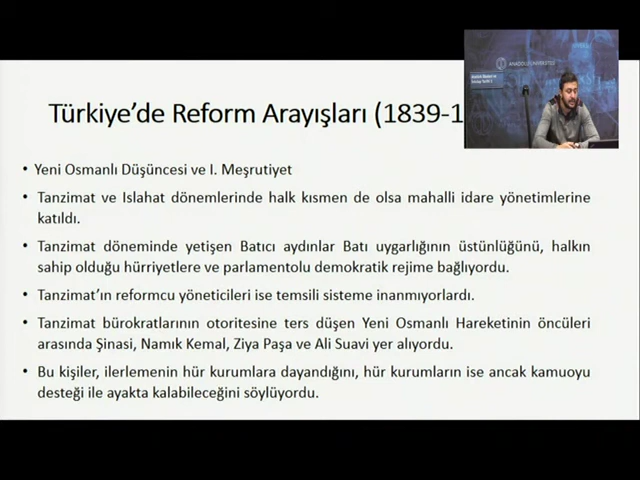 Türkiye’de Reform Arayışları (1839-1
ANADOLU ÜNİVERSİTESİ
• Yeni Osmanlı Düşüncesi ve I. Meşrutiyet
• Tanzimat ve Islahat dönemlerinde halk kısmen de olsa mahalli idare yönetimlerine
katıldı.
• Tanzimat döneminde yetişen Batıcı aydınlar Batı uygarlığının üstünlüğünü, halkın
sahip olduğu hürriyetlere ve parlamentolu demokratik rejime bağlıyordu.
• Tanzimat’ın reformcu yöneticileri ise temsili sisteme inanmıyorlardı.
• Tanzimat bürokratlarının otoritesine ters düşen Yeni Osmanlı Hareketinin öncüleri
arasında Şinasi, Namık Kemal, Ziya Paşa ve Ali Suavi yer alıyordu.
• Bu kişiler, ilerlemenin hür kurumlara dayandığını, hür kurumların ise ancak kamuoyu
desteği ile ayakta kalabileceğini söylüyordu.